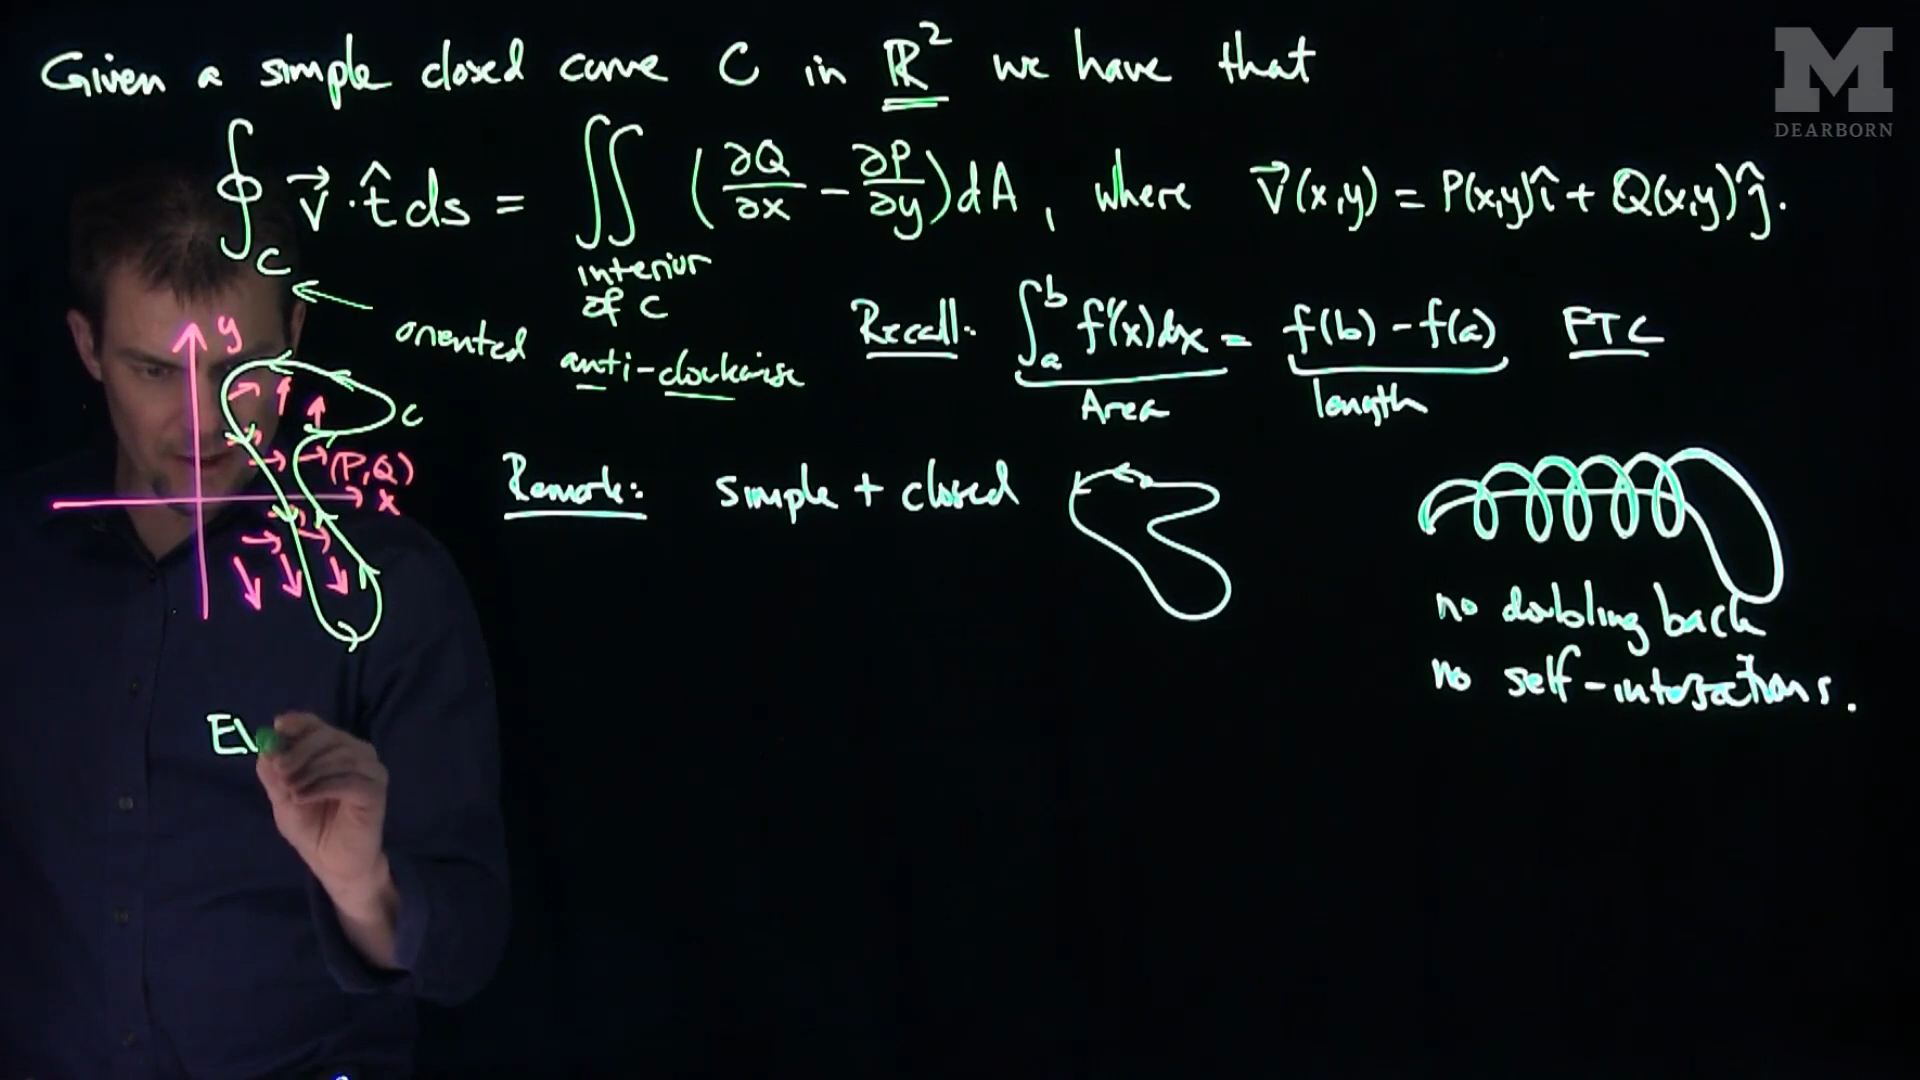 Given a simple closed curve C in ℝ² we have that
M
DEARBORN
∮_C v⃗ · t̂ ds = ∬_{interior of C} (∂Q/∂x − ∂P/∂y) dA, where v⃗(x,y) = P(x,y)î + Q(x,y)ĵ.
oriented anti-clockwise
Recall: ∫_a^b f'(x)dx = f(b) − f(a) FTC
Area length
y
C
(P,Q)
x
Remark: simple + closed
no doubling back
no self-intersections.